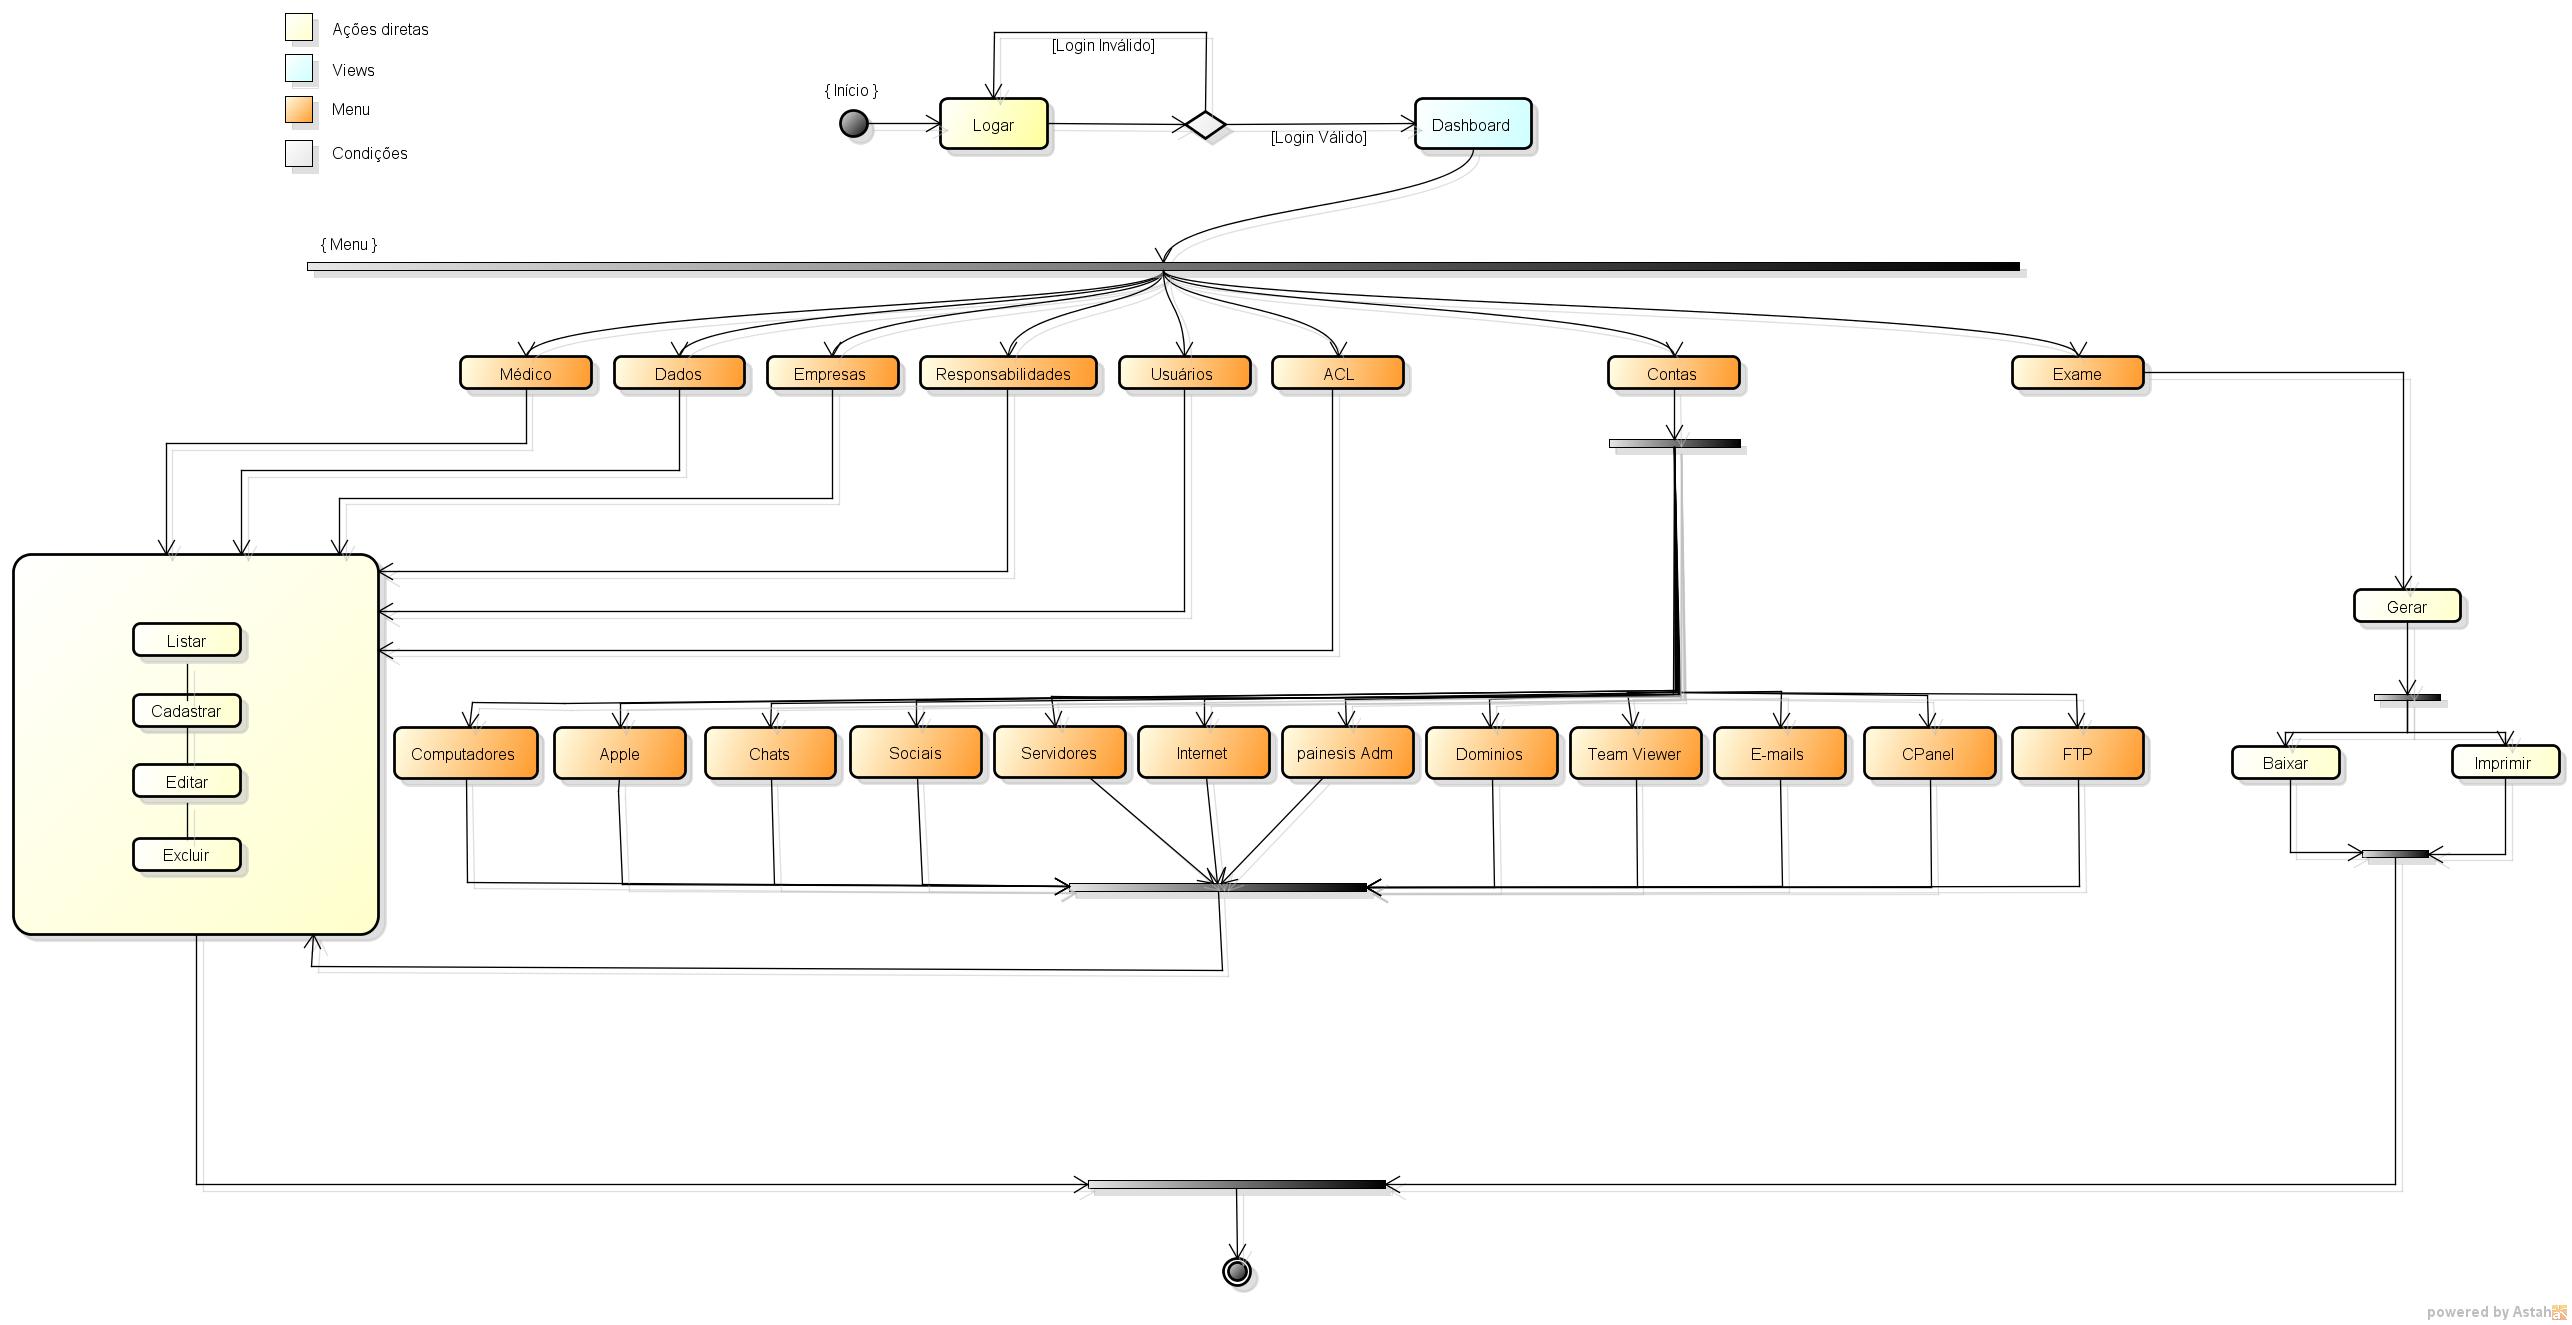 Ações diretas
Views
Menu
Condições
[Login Inválido]
{ Início }
Logar
[Login Válido]
Dashboard
{ Menu }
Médico
Dados
Empresas
Responsabilidades
Usuários
ACL
Contas
Exame
Listar
Cadastrar
Editar
Excluir
Gerar
Computadores
Apple
Chats
Sociais
Servidores
Internet
painesis Adm
Dominios
Team Viewer
E-mails
CPanel
FTP
Baixar
Imprimir
powered by Astah